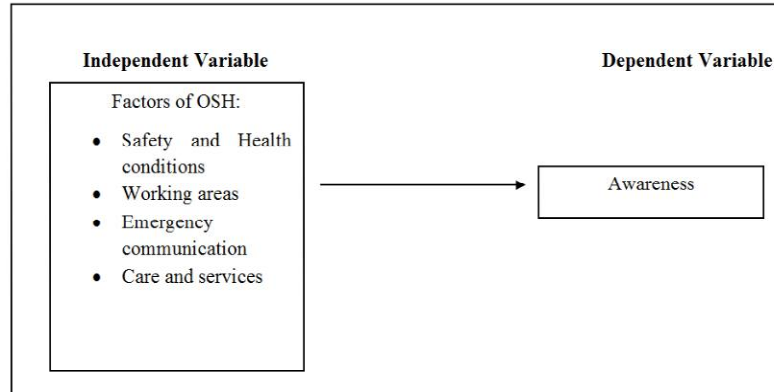 Independent Variable
Dependent Variable
Factors of OSH:
• Safety and Health
conditions
• Working areas
• Emergency
communication
• Care and services
Awareness